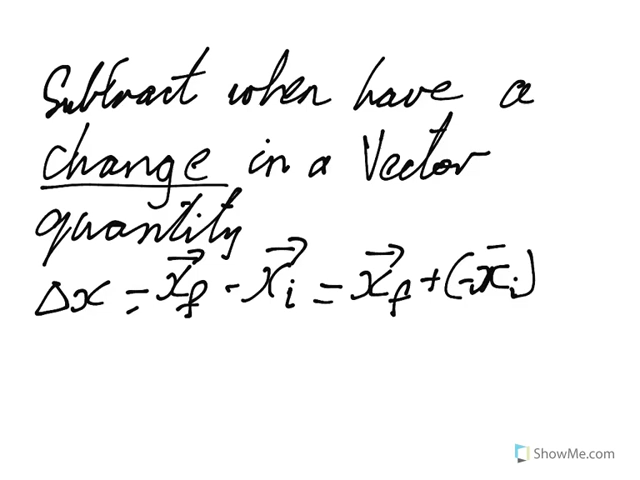 Subtract when have a
change in a Vector
quantity
Δx = x⃗f - x⃗i = x⃗f + (-x̄i)
ShowMe.com